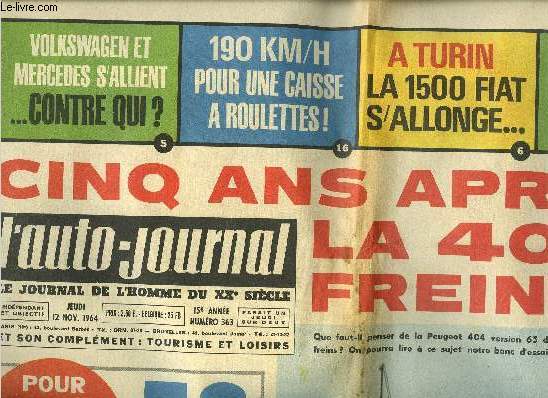 le-livre.com
VOLKSWAGEN ET
MERCEDES S'ALLIENT
...CONTRE QUI ?
5
190 KM/H
POUR UNE CAISSE
A ROULETTES !
16
A TURIN
LA 1500 FIAT
S'ALLONGE...
6
CINQ ANS APR
LA 40
FREIN
l'auto-journal
LE JOURNAL DE L'HOMME DU XXe SIÈCLE
INDÉPENDANT
ET OBJECTIF
JEUDI
12 NOV. 1964
15e ANNÉE
NUMÉRO 363
PARAIT UN
JEUDI
SUR DEUX
ET SON COMPLÉMENT : TOURISME ET LOISIRS
Que faut-il penser de la Peugeot 404 version 63 d
freins ? On pourra lire à ce sujet notre banc d'essai
POUR